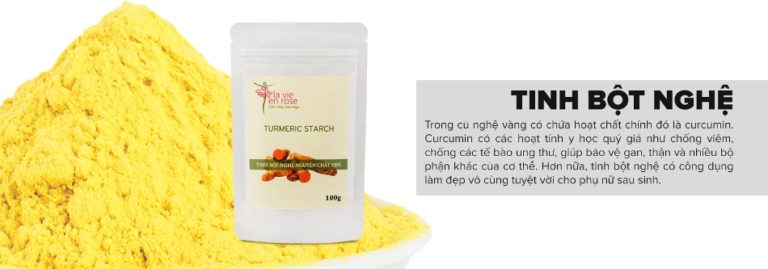 la vie
en rose
TURMERIC STARCH
TINH BỘT NGHỆ NGUYÊN CHẤT 100%
100g
TINH BỘT NGHỆ
Trong củ nghệ vàng có chứa hoạt chất chính đó là curcumin.
Curcumin có các hoạt tính y học quý giá như chống viêm,
chống các tế bào ung thư, giúp bảo vệ gan, thận và nhiều bộ
phận khác của cơ thể. Hơn nữa, tinh bột nghệ có công dụng
làm đẹp vô cùng tuyệt vời cho phụ nữ sau sinh.